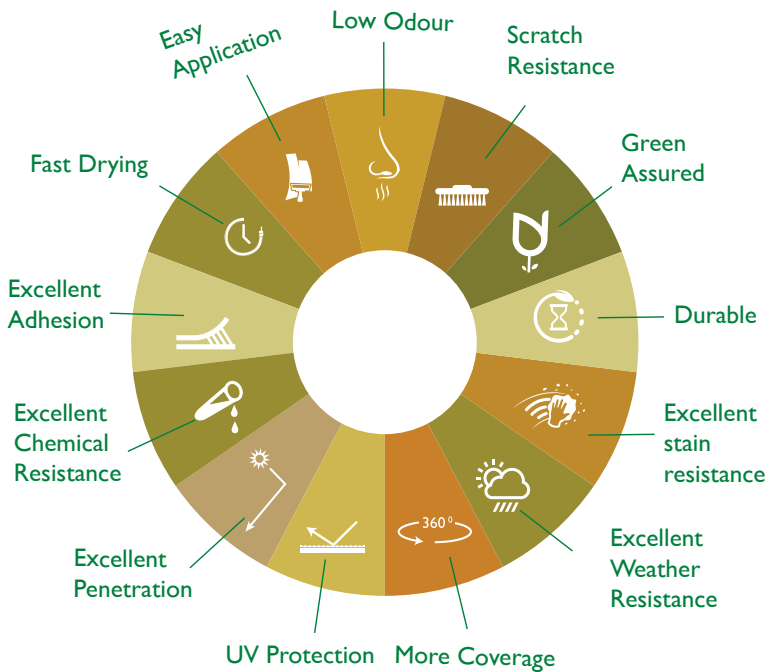 Low Odour
Scratch
Resistance
Green
Assured
Durable
Excellent
stain
resistance
Excellent
Weather
Resistance
More Coverage
360°
UV Protection
Excellent
Penetration
Excellent
Chemical
Resistance
Excellent
Adhesion
Fast Drying
Easy
Application